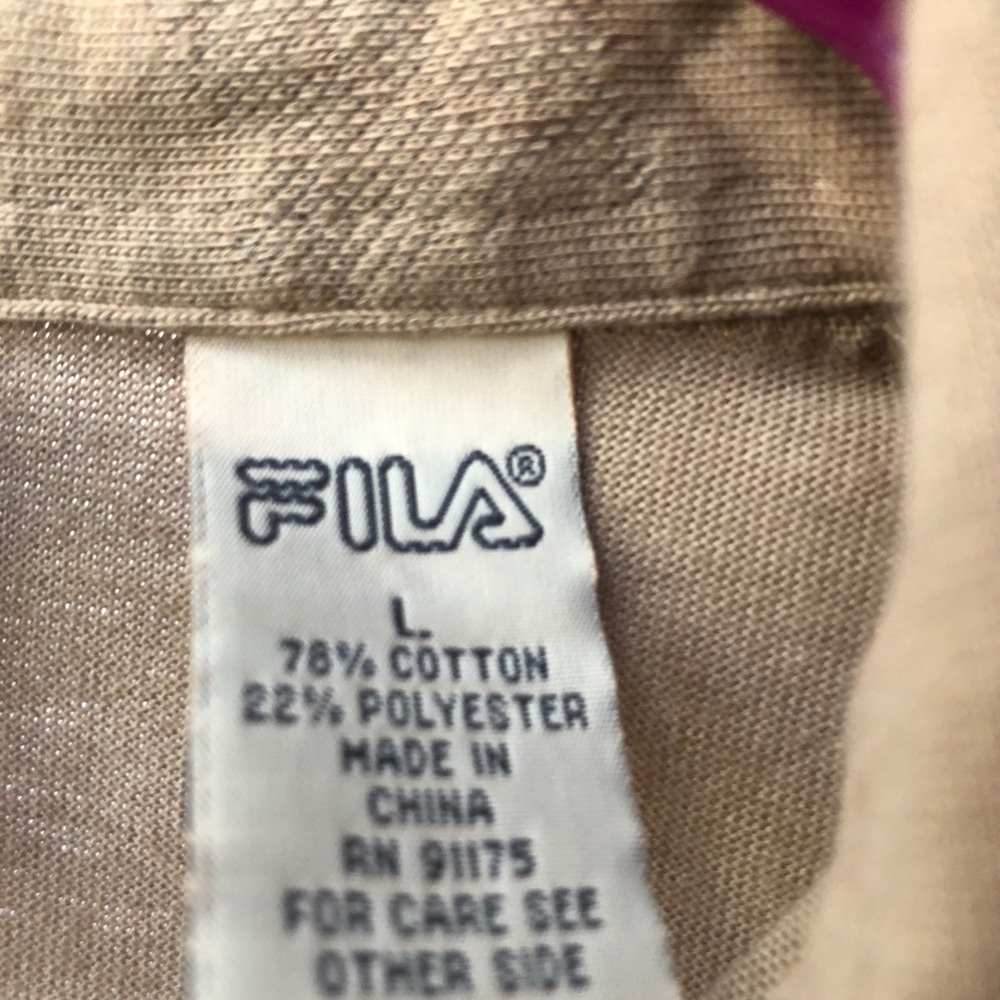 FILA®
L.
78% COTTON
22% POLYESTER
MADE IN
CHINA
RN 91175
FOR CARE SEE
OTHER SIDE